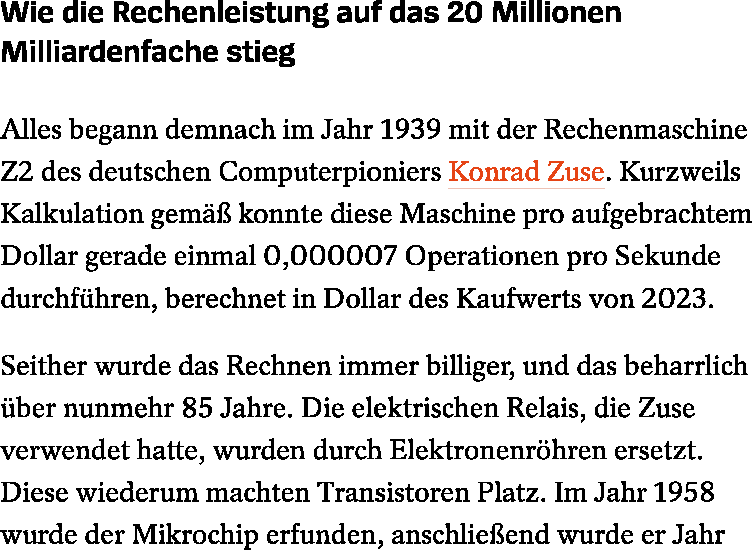 Wie die Rechenleistung auf das 20 Millionen
Milliardenfache stieg
Alles begann demnach im Jahr 1939 mit der Rechenmaschine
Z2 des deutschen Computerpioniers Konrad Zuse. Kurzweils
Kalkulation gemäß konnte diese Maschine pro aufgebrachtem
Dollar gerade einmal 0,000007 Operationen pro Sekunde
durchführen, berechnet in Dollar des Kaufwerts von 2023.
Seither wurde das Rechnen immer billiger, und das beharrlich
über nunmehr 85 Jahre. Die elektrischen Relais, die Zuse
verwendet hatte, wurden durch Elektronenröhren ersetzt.
Diese wiederum machten Transistoren Platz. Im Jahr 1958
wurde der Mikrochip erfunden, anschließend wurde er Jahr